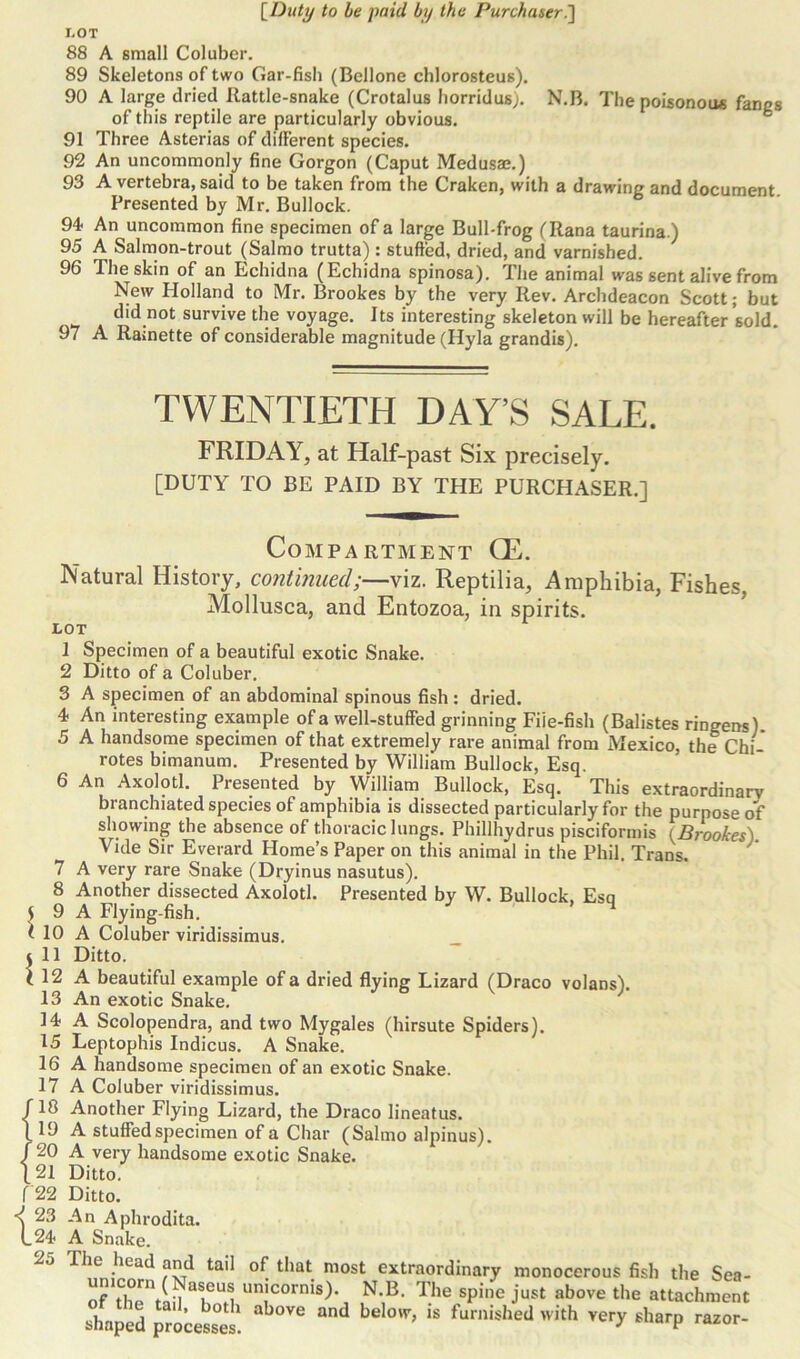 [Duty to be paid by the Purchaser.]
LOT
88 A small Coluber.
89 Skeletons of two Gar-fish (Bellone chlorosteus).
90 A large dried Rattle-snake (Crotalus horridus). N.B. The poisonous fangs
of this reptile are particularly obvious.
91 Three Asterias of different species.
92 An uncommonly fine Gorgon (Caput Medusæ.)
93 A vertebra, said to be taken from the Craken, with a drawing and document.
Presented by Mr. Bullock.
94 An uncommon fine specimen of a large Bull-frog (Rana taurina.)
95 A Salmon-trout (Salmo trutta): stuffed, dried, and varnished.
96 The skin of an Echidna (Echidna spinosa). The animal was sent alive from
New Holland to Mr. Brookes by the very Rev. Archdeacon Scott; but
did not survive the voyage. Its interesting skeleton will be hereafter sold.
97 A Rainette of considerable magnitude (Hyla grandis).
TWENTIETH DAY'S SALE.
FRIDAY, at Half-past Six precisely.
[DUTY TO BE PAID BY THE PURCHASER.]
COMPARTMENT Œ.
Natural History, continued;—viz. Reptilia, Amphibia, Fishes,
Mollusca, and Entozoa, in spirits.
LOT
1 Specimen of a beautiful exotic Snake.
2 Ditto of a Coluber.
3 A specimen of an abdominal spinous fish: dried.
4 An interesting example of a well-stuffed grinning File-fish (Balistes ringens).
5 A handsome specimen of that extremely rare animal from Mexico, the Chi-
rotes bimanum. Presented by William Bullock, Esq.
6 An Axolotl. Presented by William Bullock, Esq. This extraordinary
branchiated species of amphibia is dissected particularly for the purpose of
showing the absence of thoracic lungs. Phillhydrus pisciformis (Brookes).
Vide Sir Everard Home's Paper on this animal in the Phil. Trans.
7 A very rare Snake (Dryinus nasutus).
8 Another dissected Axolotl. Presented by W. Bullock, Esq
9 A Flying-fish.
10 A Coluber viridissimus.
11 Ditto.
12 A beautiful example of a dried flying Lizard (Draco volans).
13 An exotic Snake.
14 A Scolopendra, and two Mygales (hirsute Spiders).
15 Leptophis Indicus. A Snake.
16 A handsome specimen of an exotic Snake.
17 A Coluber viridissimus.
18 Another Flying Lizard, the Draco lineatus.
19 A stuffed specimen of a Char (Salmo alpinus).
20 A very handsome exotic Snake.
21 Ditto.
22 Ditto.
23 An Aphrodita.
24 A Snake.
25 The head and tail of that most extraordinary monocerous fish the Sea-
unicorn (Naseus unicornis). N.B. The spine just above the attachment
of the tail, both above and below, is furnished with very sharp razor-
shaped processes.